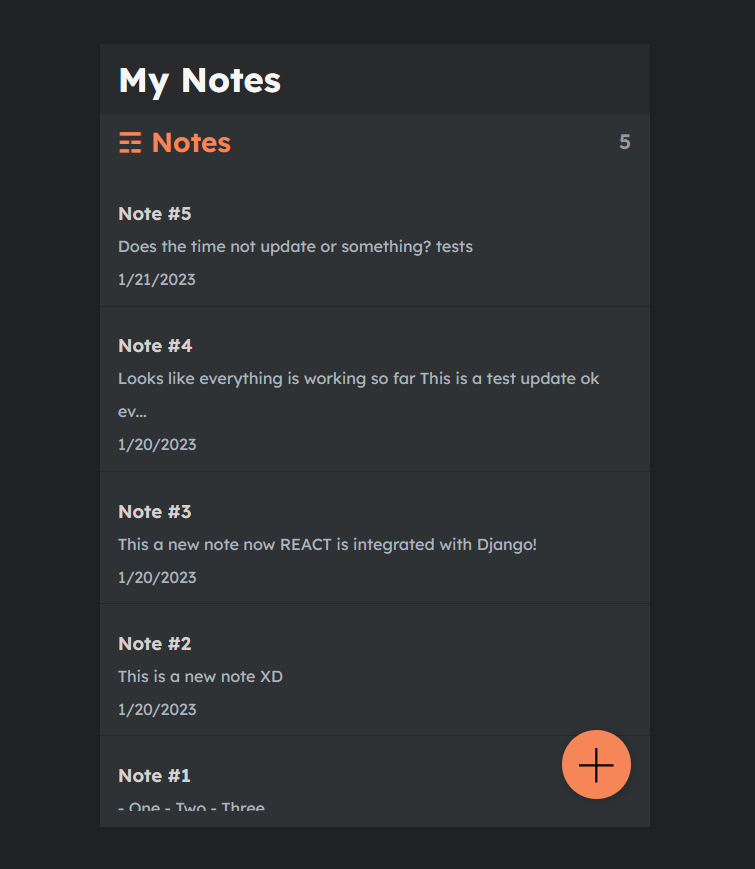 My Notes
☶ Notes 5
Note #5
Does the time not update or something? tests
1/21/2023
Note #4
Looks like everything is working so far This is a test update ok
ev...
1/20/2023
Note #3
This a new note now REACT is integrated with Django!
1/20/2023
Note #2
This is a new note XD
1/20/2023
Note #1
- One - Two - Three